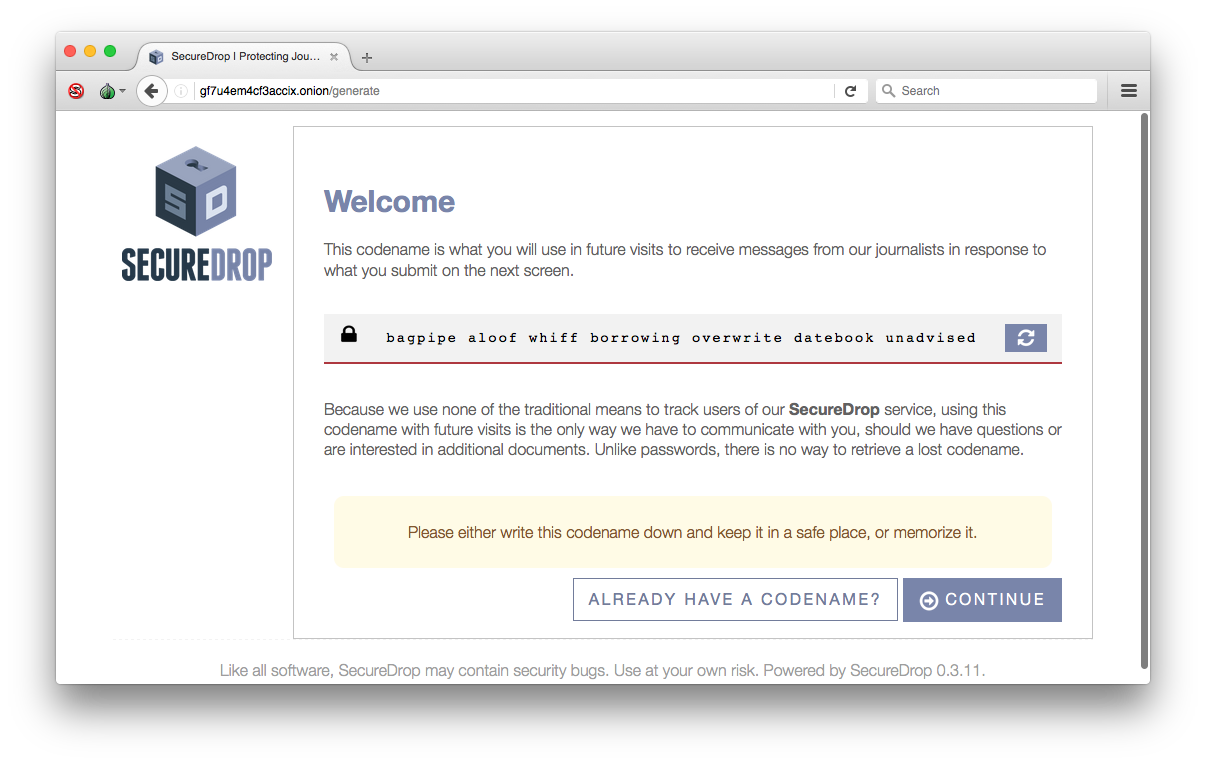 SecureDrop | Protecting Jou...
gf7u4em4cf3accix.onion/generate
Search
SD
SECUREDROP
Welcome
This codename is what you will use in future visits to receive messages from our journalists in response to
what you submit on the next screen.
bagpipe aloof whiff borrowing overwrite datebook unadvised
Because we use none of the traditional means to track users of our SecureDrop service, using this
codename with future visits is the only way we have to communicate with you, should we have questions or
are interested in additional documents. Unlike passwords, there is no way to retrieve a lost codename.
Please either write this codename down and keep it in a safe place, or memorize it.
ALREADY HAVE A CODENAME?
CONTINUE
Like all software, SecureDrop may contain security bugs. Use at your own risk. Powered by SecureDrop 0.3.11.